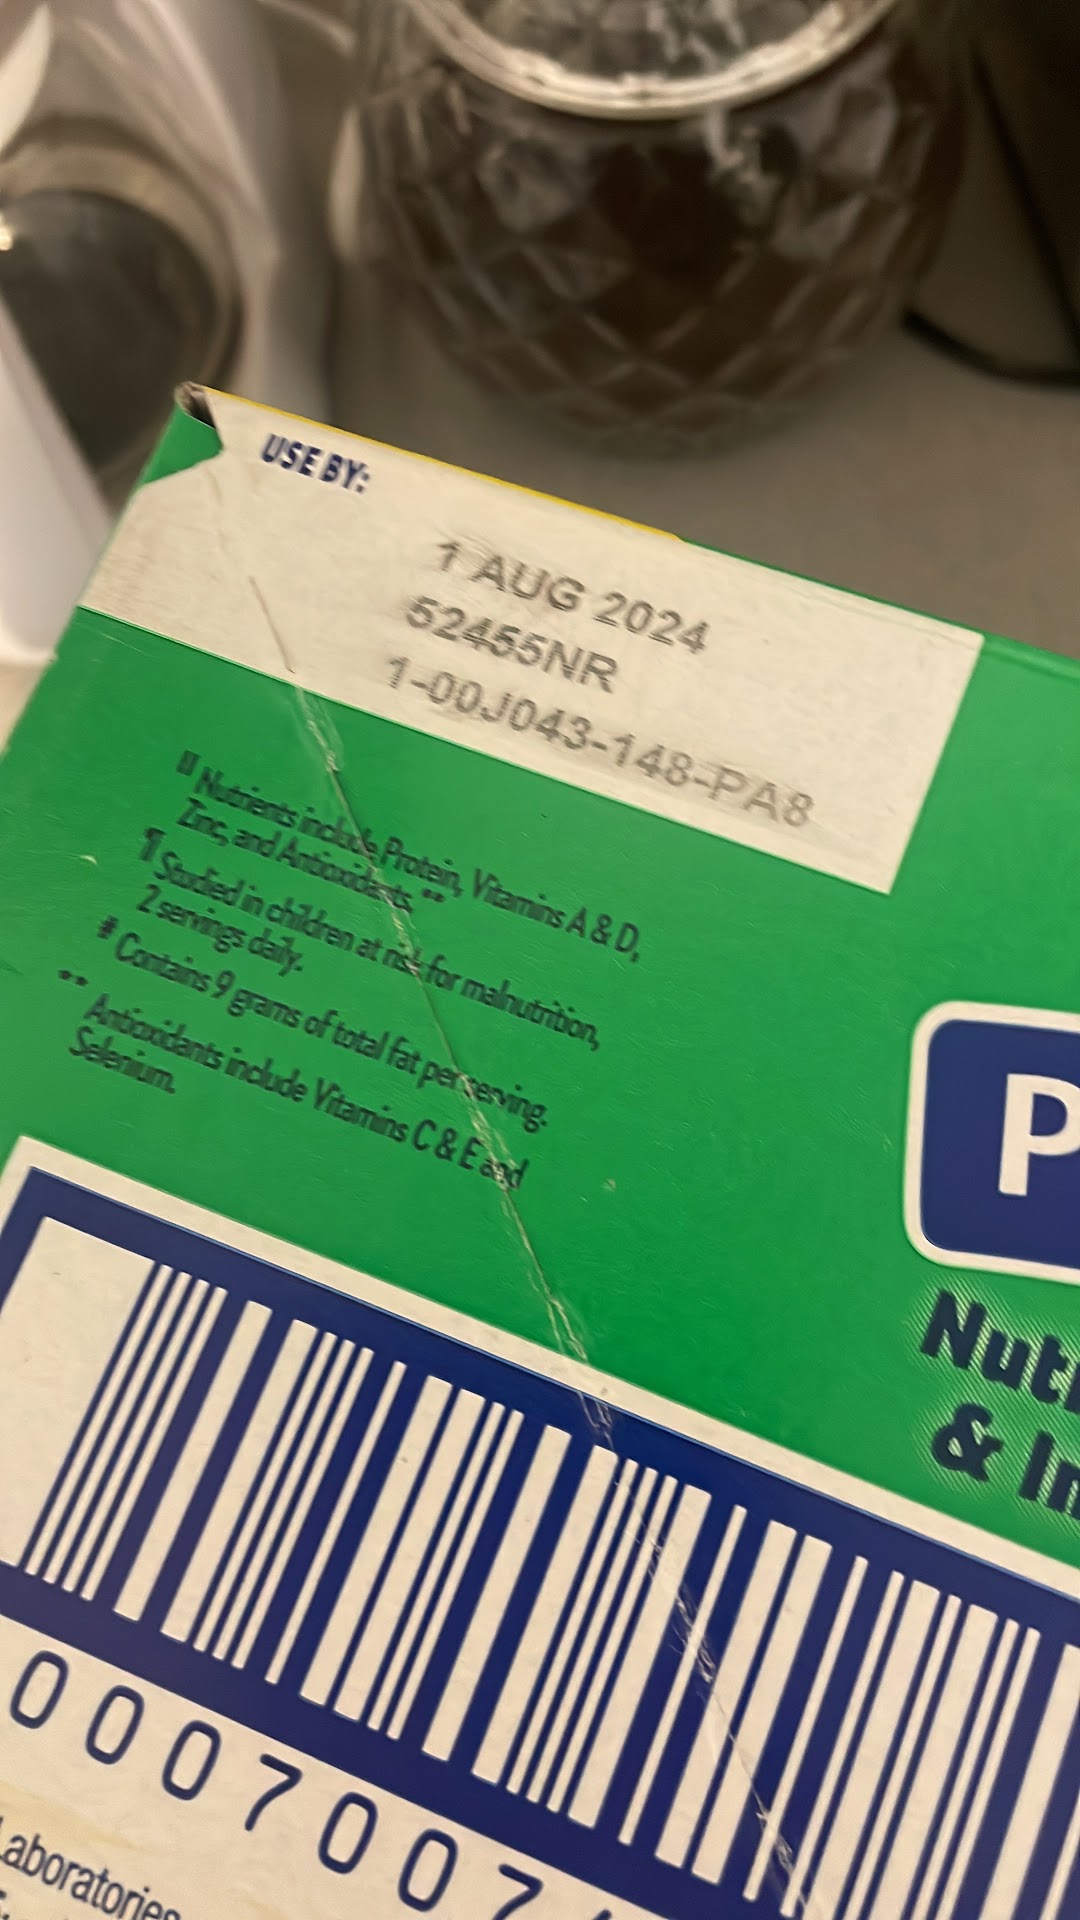 USE BY:
1 AUG 2024
52455NR
1-00J043-148-PA8
" Nutrients include Protein, Vitamins A & D,
Zinc, and Antioxidants.**
¶ Studied in children at risk for malnutrition,
2 servings daily.
# Contains 9 grams of total fat per serving.
** Antioxidants include Vitamins C & E and
Selenium.
P
Nut
& In
0007007
Laboratories